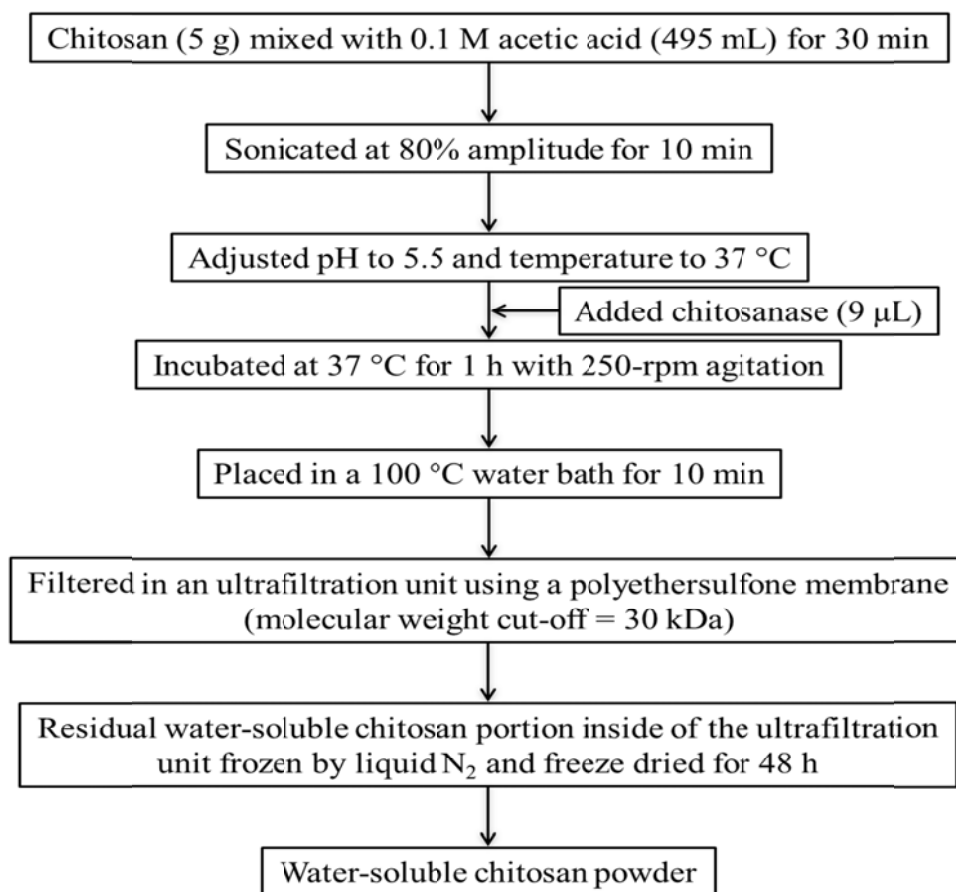 Chitosan (5 g) mixed with 0.1 M acetic acid (495 mL) for 30 min
Sonicated at 80% amplitude for 10 min
Adjusted pH to 5.5 and temperature to 37 °C
Added chitosanase (9 μL)
Incubated at 37 °C for 1 h with 250-rpm agitation
Placed in a 100 °C water bath for 10 min
Filtered in an ultrafiltration unit using a polyethersulfone membrane
(molecular weight cut-off = 30 kDa)
Residual water-soluble chitosan portion inside of the ultrafiltration
unit frozen by liquid N₂ and freeze dried for 48 h
Water-soluble chitosan powder